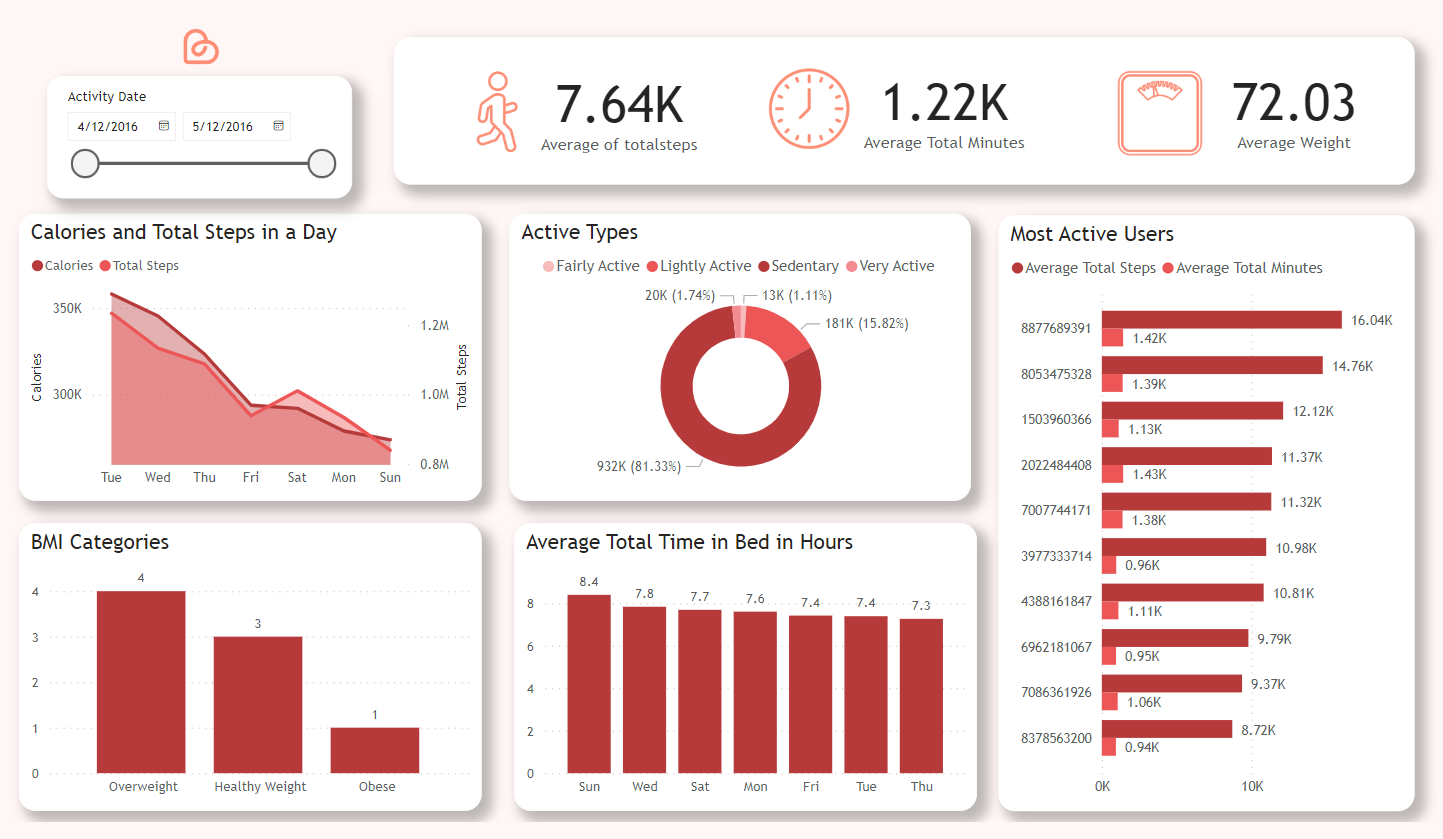 Activity Date
4/12/2016
5/12/2016
7.64K
Average of totalsteps
1.22K
Average Total Minutes
72.03
Average Weight
Calories and Total Steps in a Day
Calories Total Steps
350K
300K
Calories
1.2M
1.0M
0.8M
Total Steps
Tue Wed Thu Fri Sat Mon Sun
Active Types
Fairly Active Lightly Active Sedentary Very Active
20K (1.74%)
13K (1.11%)
181K (15.82%)
932K (81.33%)
Most Active Users
Average Total Steps Average Total Minutes
8877689391
16.04K
1.42K
8053475328
14.76K
1.39K
1503960366
12.12K
1.13K
2022484408
11.37K
1.43K
7007744171
11.32K
1.38K
3977333714
10.98K
0.96K
4388161847
10.81K
1.11K
6962181067
9.79K
0.95K
7086361926
9.37K
1.06K
8378563200
8.72K
0.94K
0K 10K
BMI Categories
4
3
2
1
0
4
3
1
Overweight Healthy Weight Obese
Average Total Time in Bed in Hours
8
6
4
2
0
8.4 7.8 7.7 7.6 7.4 7.4 7.3
Sun Wed Sat Mon Fri Tue Thu